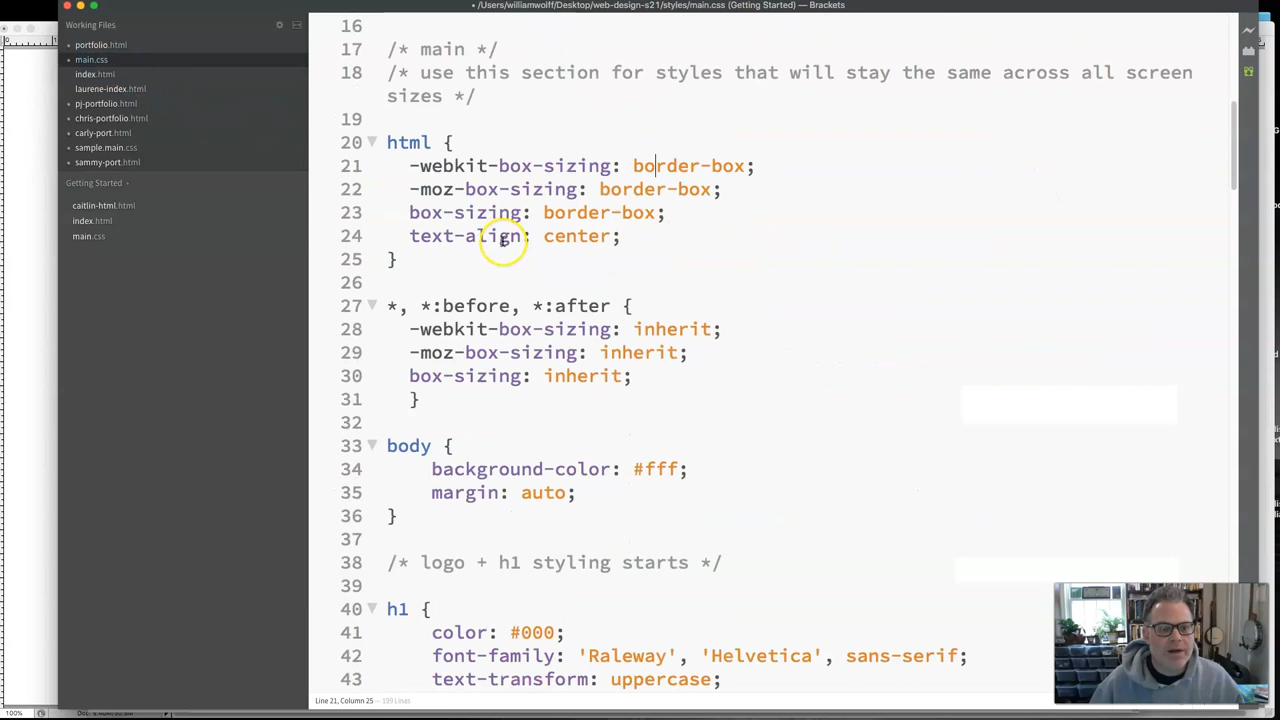 • /Users/williamwolff/Desktop/web-design-s21/styles/main.css (Getting Started) — Brackets
Working Files
• portfolio.html
main.css
index.html
laurene-index.html
• pj-portfolio.html
• chris-portfolio.html
• carly-port.html
• sample.main.css
• sammy-port.html
Getting Started
caitlin-html.html
index.html
main.css
16
17 /* main */
18 /* use this section for styles that will stay the same across all screen
sizes */
19
20 html {
21 -webkit-box-sizing: border-box;
22 -moz-box-sizing: border-box;
23 box-sizing: border-box;
24 text-align: center;
25 }
26
27 *, *:before, *:after {
28 -webkit-box-sizing: inherit;
29 -moz-box-sizing: inherit;
30 box-sizing: inherit;
31 }
32
33 body {
34 background-color: #fff;
35 margin: auto;
36 }
37
38 /* logo + h1 styling starts */
39
40 h1 {
41 color: #000;
42 font-family: 'Raleway', 'Helvetica', sans-serif;
43 text-transform: uppercase;
Line 21, Column 25 — 199 Lines
100%